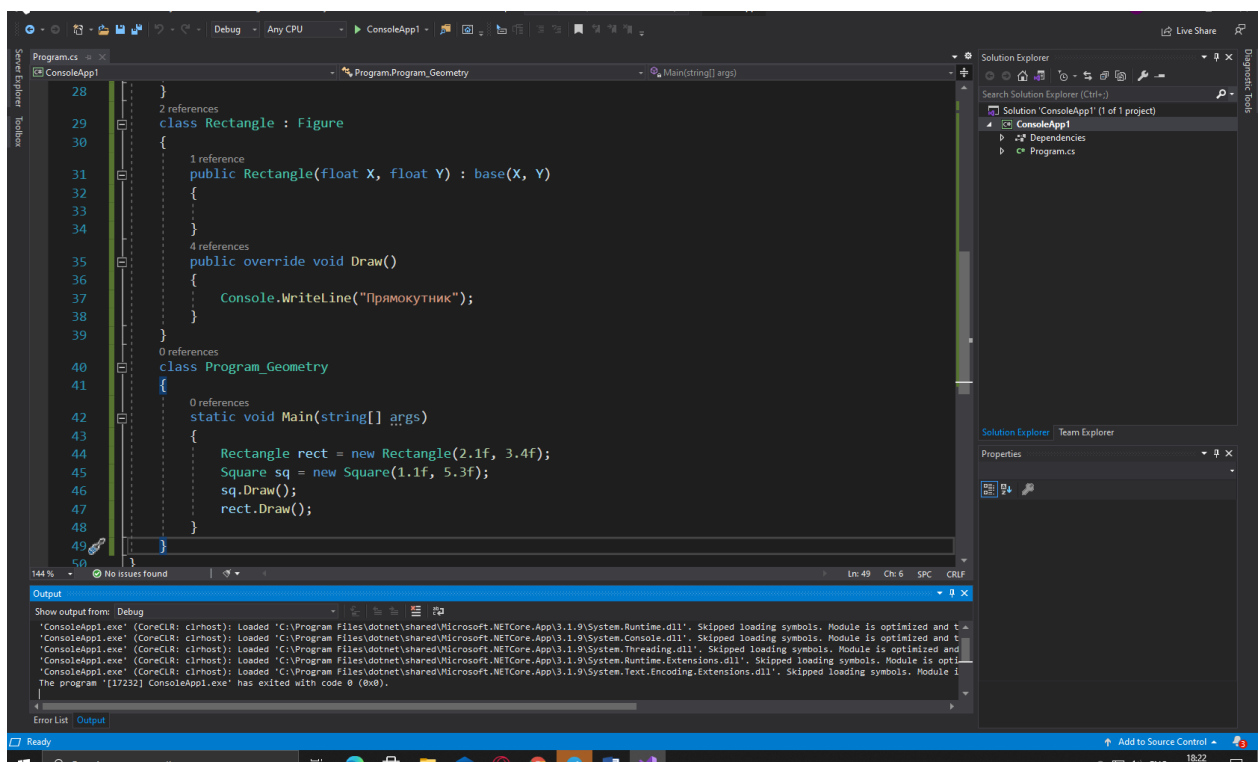 Debug
Any CPU
ConsoleApp1
Live Share
Server Explorer
Toolbox
Program.cs
ConsoleApp1
Program.Program_Geometry
Main(string[] args)
28 }
2 references
29 class Rectangle : Figure
30 {
1 reference
31 public Rectangle(float X, float Y) : base(X, Y)
32 {
33
34 }
4 references
35 public override void Draw()
36 {
37 Console.WriteLine("Прямокутник");
38 }
39 }
0 references
40 class Program_Geometry
41 {
0 references
42 static void Main(string[] args)
43 {
44 Rectangle rect = new Rectangle(2.1f, 3.4f);
45 Square sq = new Square(1.1f, 5.3f);
46 sq.Draw();
47 rect.Draw();
48 }
49 }
50 }
144 %
No issues found
Ln: 49 Ch: 6 SPC CRLF
Output
Show output from: Debug
'ConsoleApp1.exe' (CoreCLR: clrhost): Loaded 'C:\Program Files\dotnet\shared\Microsoft.NETCore.App\3.1.9\System.Runtime.dll'. Skipped loading symbols. Module is optimized and t
'ConsoleApp1.exe' (CoreCLR: clrhost): Loaded 'C:\Program Files\dotnet\shared\Microsoft.NETCore.App\3.1.9\System.Console.dll'. Skipped loading symbols. Module is optimized and t
'ConsoleApp1.exe' (CoreCLR: clrhost): Loaded 'C:\Program Files\dotnet\shared\Microsoft.NETCore.App\3.1.9\System.Threading.dll'. Skipped loading symbols. Module is optimized and
'ConsoleApp1.exe' (CoreCLR: clrhost): Loaded 'C:\Program Files\dotnet\shared\Microsoft.NETCore.App\3.1.9\System.Runtime.Extensions.dll'. Skipped loading symbols. Module is opti
'ConsoleApp1.exe' (CoreCLR: clrhost): Loaded 'C:\Program Files\dotnet\shared\Microsoft.NETCore.App\3.1.9\System.Text.Encoding.Extensions.dll'. Skipped loading symbols. Module i
The program '[17232] ConsoleApp1.exe' has exited with code 0 (0x0).
Error List
Output
Solution Explorer
Search Solution Explorer (Ctrl+;)
Solution 'ConsoleApp1' (1 of 1 project)
ConsoleApp1
Dependencies
C# Program.cs
Solution Explorer
Team Explorer
Properties
Diagnostic Tools
Ready
Add to Source Control
3
18:22